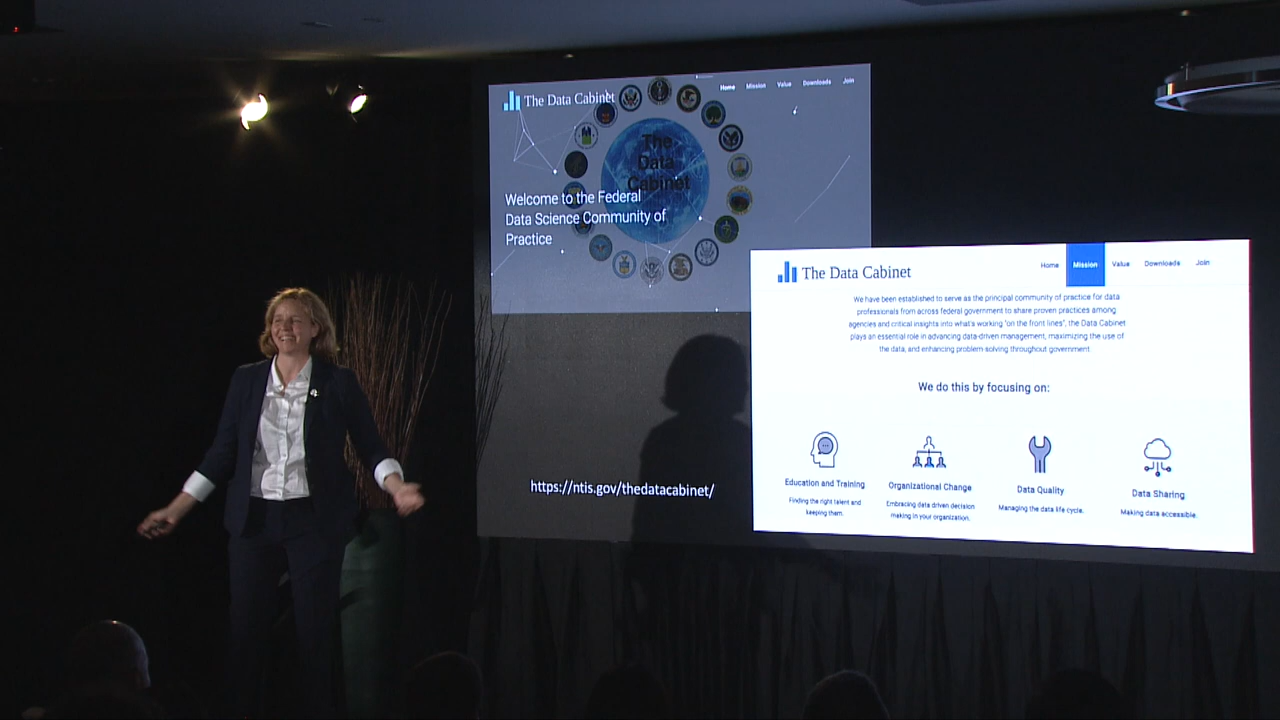 The Data Cabinet
Home Mission Value Downloads Join
The
Data
Cabinet
Welcome to the Federal
Data Science Community of
Practice
https://ntis.gov/thedatacabinet/
The Data Cabinet
Home Mission Value Downloads Join
We have been established to serve as the principal community of practice for data
professionals from across federal government to share proven practices among
agencies and critical insights into what's working "on the front lines", the Data Cabinet
plays an essential role in advancing data-driven management, maximizing the use of
the data, and enhancing problem-solving throughout government.
We do this by focusing on:
Education and Training
Finding the right talent and
keeping them.
Organizational Change
Embracing data driven decision
making in your organization.
Data Quality
Managing the data life cycle.
Data Sharing
Making data accessible.